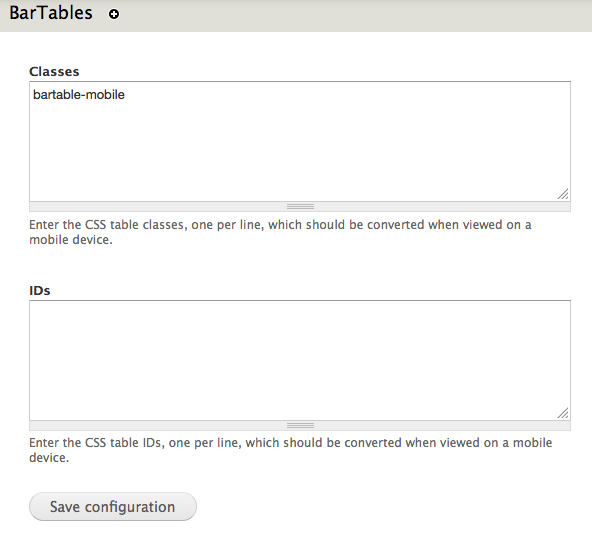 BarTables
Classes
bartable-mobile
Enter the CSS table classes, one per line, which should be converted when viewed on a
mobile device.
IDs
Enter the CSS table IDs, one per line, which should be converted when viewed on a mobile
device.
Save configuration